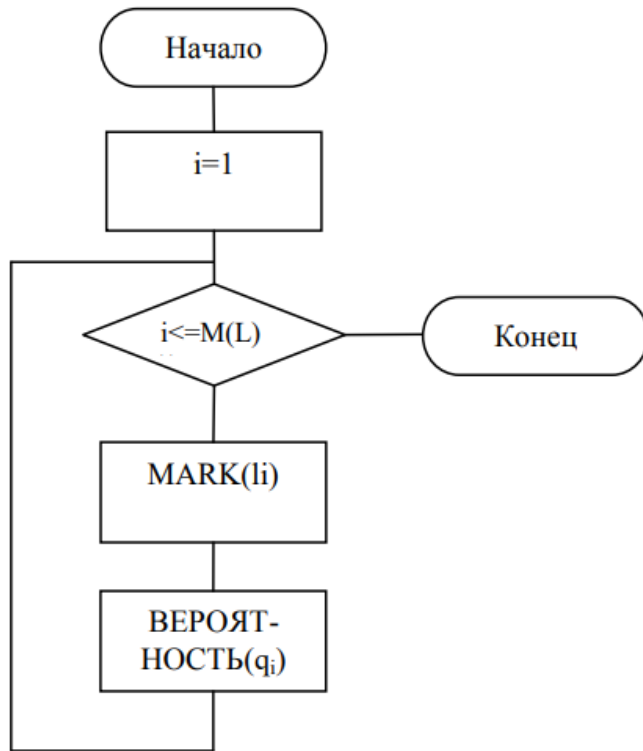 Начало
i=1
i<=M(L)
Конец
MARK(li)
ВЕРОЯТ-
НОСТЬ(qᵢ)